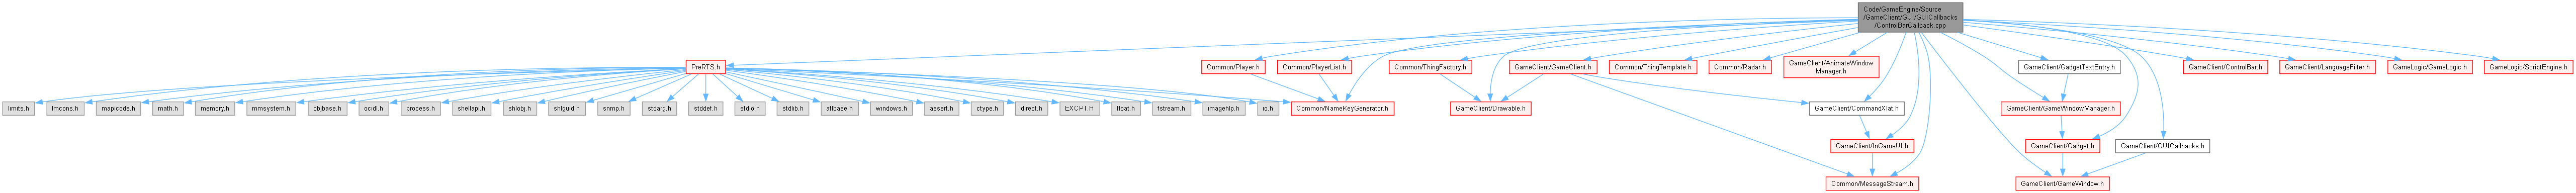 Code/GameEngine/Source
/GameClient/GUI/GUICallbacks
/ControlBarCallback.cpp
PreRTS.h
Common/Player.h
Common/PlayerList.h
Common/ThingFactory.h
GameClient/GameClient.h
Common/ThingTemplate.h
Common/Radar.h
GameClient/AnimateWindow
Manager.h
GameClient/GadgetTextEntry.h
GameClient/ControlBar.h
GameClient/LanguageFilter.h
GameLogic/GameLogic.h
GameLogic/ScriptEngine.h
limits.h
lmcons.h
mapicode.h
math.h
memory.h
mmsystem.h
objbase.h
ocidl.h
process.h
shellapi.h
shlobj.h
shlguid.h
snmp.h
stdarg.h
stddef.h
stdio.h
stdlib.h
atlbase.h
windows.h
assert.h
ctype.h
direct.h
EXCPT.H
float.h
fstream.h
imagehlp.h
io.h
Common/NameKeyGenerator.h
GameClient/Drawable.h
GameClient/CommandXlat.h
GameClient/GameWindowManager.h
GameClient/InGameUI.h
GameClient/Gadget.h
GameClient/GUICallbacks.h
Common/MessageStream.h
GameClient/GameWindow.h